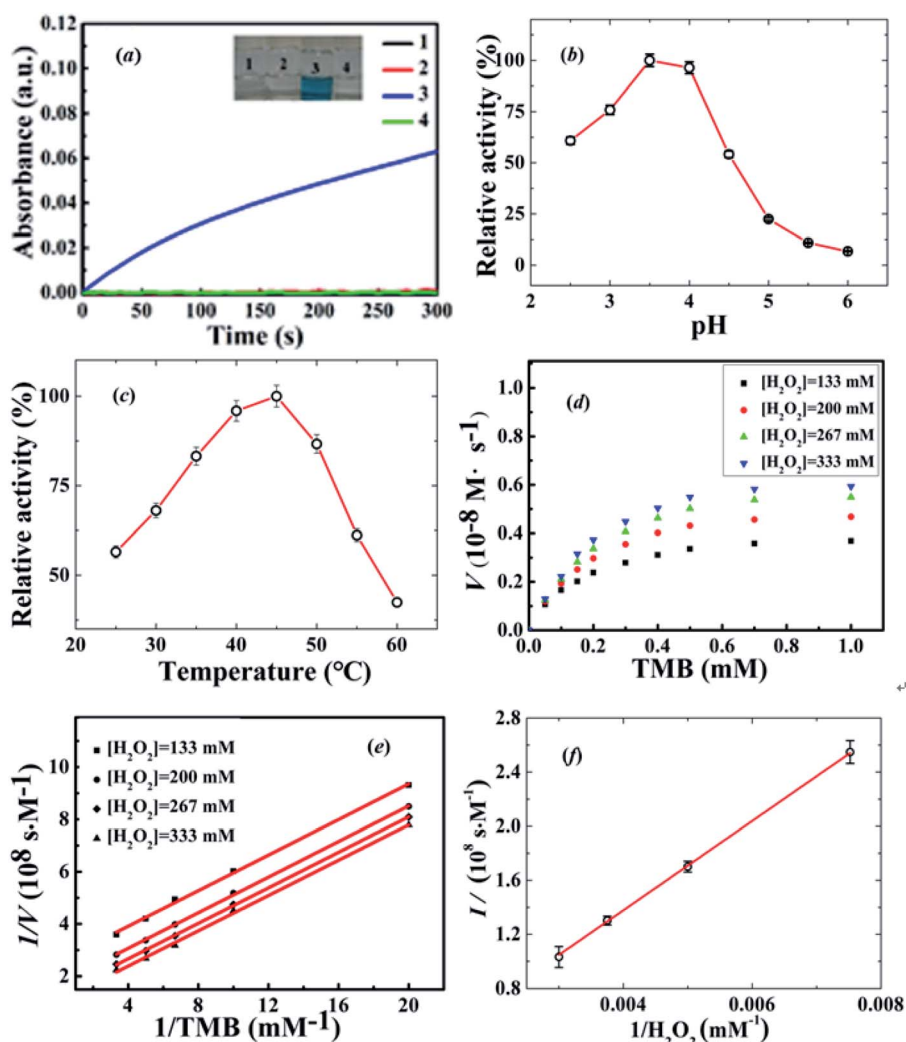 (a)
Absorbance (a.u.)
0.12
0.10
0.08
0.06
0.04
0.02
0.00
0 50 100 150 200 250 300
Time (s)
1 2 3 4
1
2
3
4
(b)
Relative activity (%)
100
75
50
25
0
2 3 4 5 6
pH
(c)
Relative activity (%)
100
75
50
20 30 40 50 60
Temperature (°C)
(d)
V (10-8 M· s-1)
1.0
0.8
0.6
0.4
0.2
0.0
0.0 0.2 0.4 0.6 0.8 1.0
TMB (mM)
[H₂O₂]=133 mM
[H₂O₂]=200 mM
[H₂O₂]=267 mM
[H₂O₂]=333 mM
(e)
1/V (10⁸ s·M-1)
10
8
6
4
2
4 8 12 16 20
1/TMB (mM-1)
[H₂O₂]=133 mM
[H₂O₂]=200 mM
[H₂O₂]=267 mM
[H₂O₂]=333 mM
(f)
I / (10⁸ s·M⁻¹)
2.8
2.4
1.6
1.2
0.8
0.004 0.006 0.008
1/H₂O₂ (mM⁻¹)